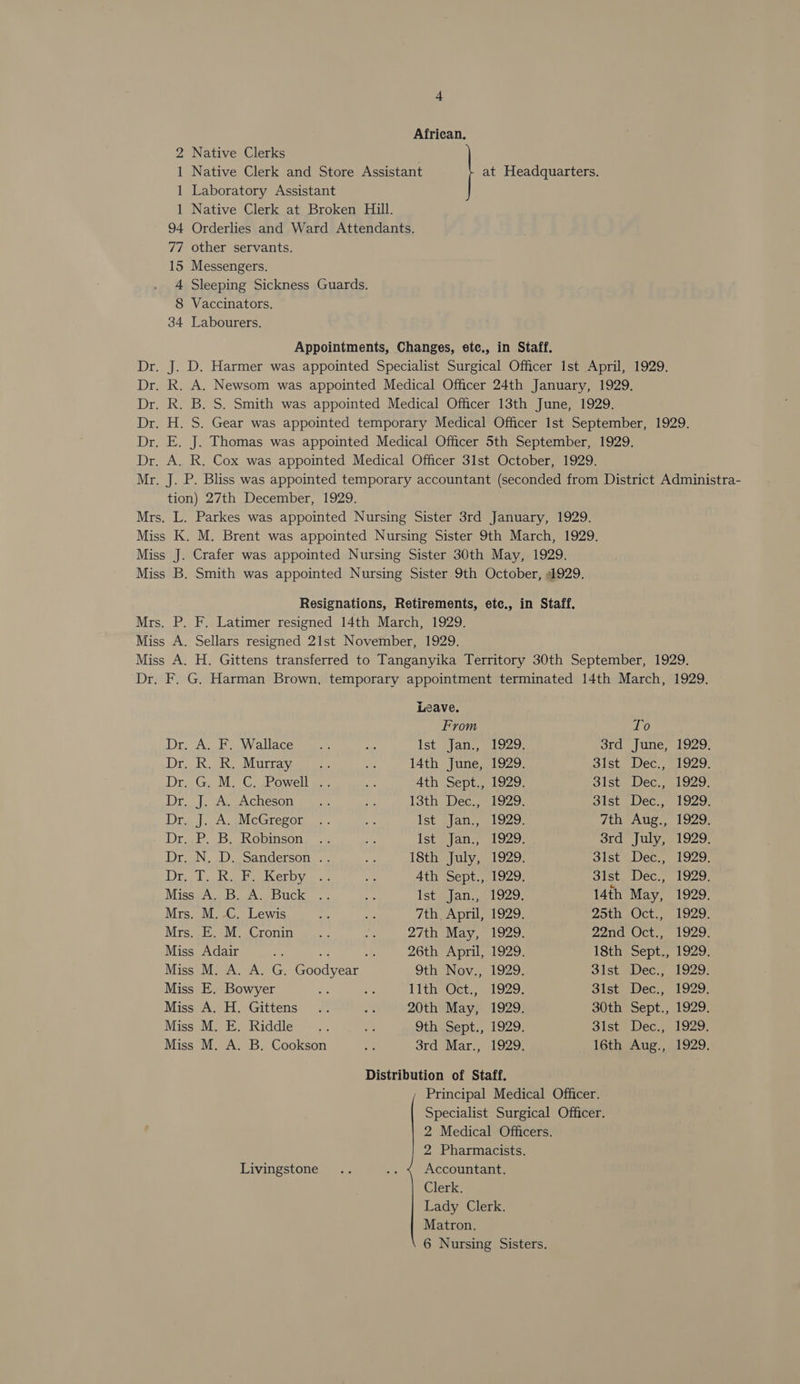 4
African.
2 Native Clerks
1 Native Clerk and Store Assistant } at Headquarters.
1 Laboratory Assistant
1 Native Clerk at Broken Hill.
94 Orderlies and Ward Attendants.
77 other servants.
15 Messengers.
4 Sleeping Sickness Guards.
8 Vaccinators.
34 Labourers.
Appointments, Changes, etc., in Staff.
Dr. J. D. Harmer was appointed Specialist Surgical Officer 1st April, 1929.
Dr. R. A. Newsom was appointed Medical Officer 24th January, 1929.
Dr. R. B. S. Smith was appointed Medical Officer 13th June, 1929.
Dr. H. S. Gear was appointed temporary Medical Officer 1st September, 1929.
Dr. E. J. Thomas was appointed Medical Officer 5th September, 1929.
Dr. A. R. Cox was appointed Medical Officer 31st October, 1929.
Mr. J. P. Bliss was appointed temporary accountant (seconded from District Administra-
tion) 27th December, 1929.
Mrs. L. Parkes was appointed Nursing Sister 3rd January, 1929.
Miss K. M. Brent was appointed Nursing Sister 9th March, 1929.
Miss J. Crafer was appointed Nursing Sister 30th May, 1929.
Miss B. Smith was appointed Nursing Sister 9th October, 1929.
Resignations, Retirements, etc., in Staff.
Mrs. P. F. Latimer resigned 14th March, 1929.
Miss A. Sellars resigned 21st November, 1929.
Miss A. H. Gittens transferred to Tanganyika Territory 30th September, 1929.
Dr. F. G. Harman Brown, temporary appointment terminated 14th March, 1929.
Leave.
From To
Dr. A. F. Wallace .. .. 1st Jan., 1929. 3rd June, 1929.
Dr. R. R. Murray .. .. 14th June, 1929. 31st Dec., 1929.
Dr. G. M. C. Powell .. .. 4th Sept., 1929. 31st Dec., 1929.
Dr. J. A. Acheson .. .. 13th Dec., 1929. 31st Dec., 1929.
Dr. J. A. McGregor .. .. 1st Jan., 1929. 7th Aug., 1929.
Dr. P. B. Robinson .. .. 1st Jan., 1929. 3rd July, 1929.
Dr. N. D. Sanderson .. .. 18th July, 1929. 31st Dec., 1929.
Dr. T. R. F. Kerby .. .. 4th Sept., 1929. 31st Dec., 1929.
Miss A. B. A. Buck .. .. 1st Jan., 1929. 14th May, 1929.
Mrs. M. C. Lewis .. .. 7th April, 1929. 25th Oct., 1929.
Mrs. E. M. Cronin .. .. 27th May, 1929. 22nd Oct., 1929.
Miss Adair .. .. .. 26th April, 1929. 18th Sept., 1929.
Miss M. A. A. G. Goodyear 9th Nov., 1929. 31st Dec., 1929.
Miss E. Bowyer .. .. 11th Oct., 1929. 31st Dec., 1929.
Miss A. H. Gittens .. .. 20th May, 1929. 30th Sept., 1929.
Miss M. E. Riddle .. .. 9th Sept., 1929. 31st Dec., 1929.
Miss M. A. B. Cookson .. 3rd Mar., 1929. 16th Aug., 1929.
Distribution of Staff.
Principal Medical Officer.
Specialist Surgical Officer.
2 Medical Officers.
2 Pharmacists.
Livingstone .. .. { Accountant.
Clerk.
Lady Clerk.
Matron.
6 Nursing Sisters.